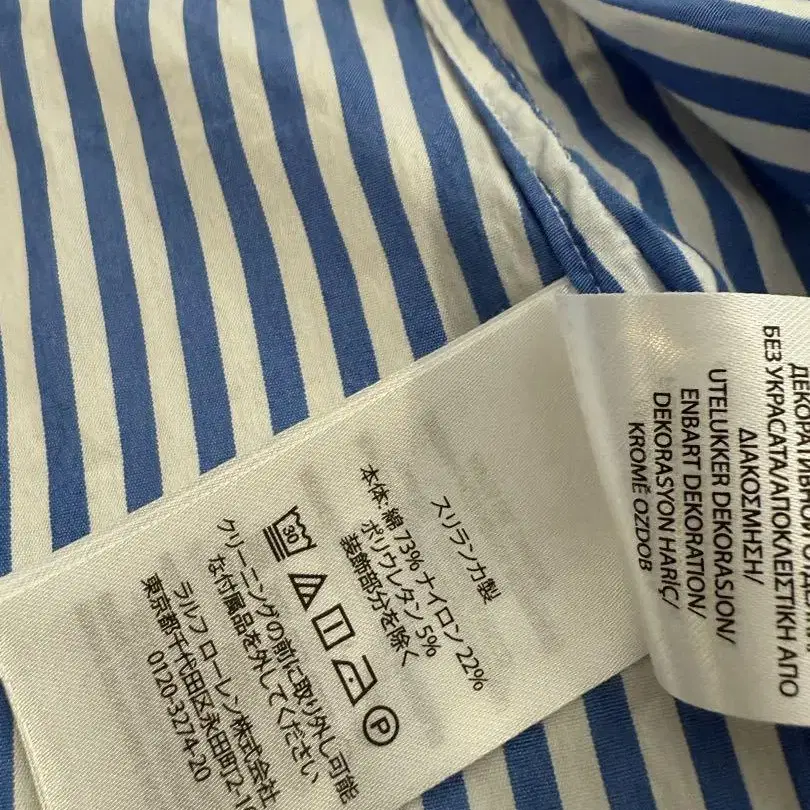 スリランカ製
本体: 綿 73% ナイロン 22%
ポリウレタン 5%
装飾部分を除く
30
P
クリーニングの前に取り外し可能
な付属品を外してください
ラルフ ローレン株式会社
東京都千代田区永田町2-1
0120-3274-20
БЕЗ УКРАСАТА/ΑΠΟΚΛΕΙΣΤΙΚΗ ΑΠΟ
ΔΙΑΚΟΣΜΗΣΗ/
UTELUKKER DEKORASJON/
ENBART DEKORATION/
DEKORASYON HARİÇ/
KROMĚ OZDOB